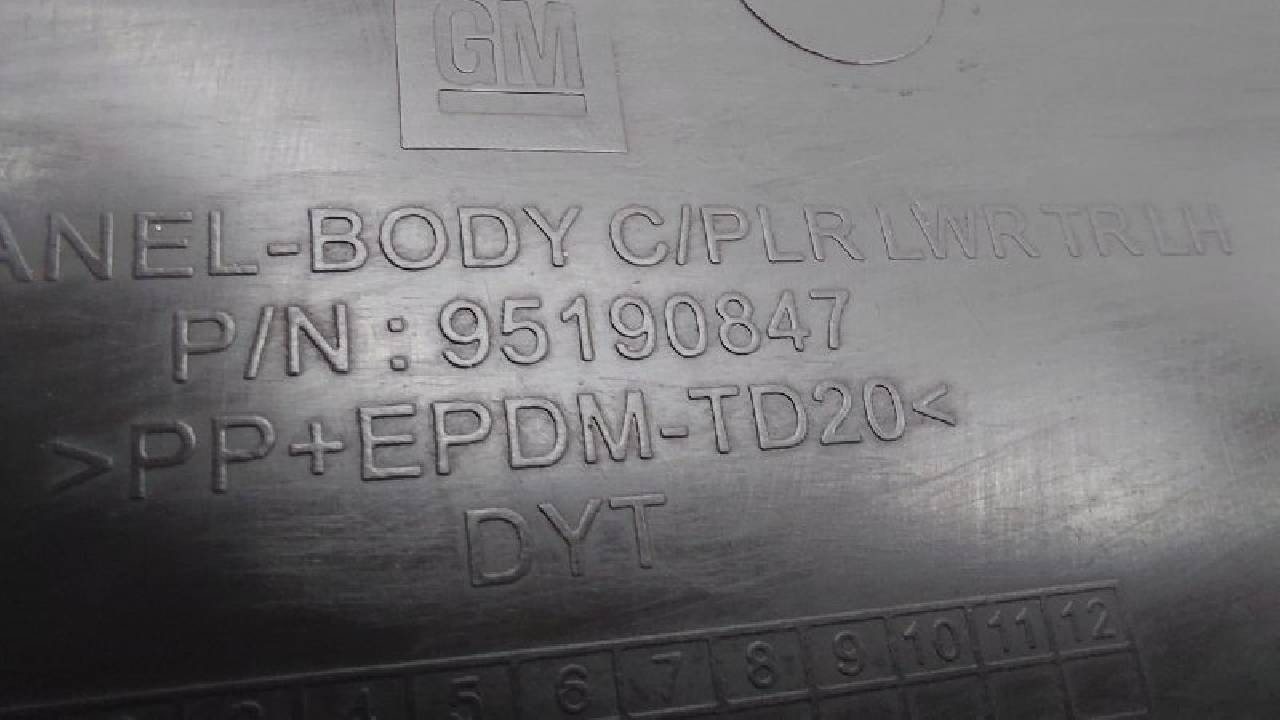 GM
ANEL-BODY C/PLR LWR TR LH
P/N : 95190847
>PP+EPDM-TD20<
DYT
4 5 6 7 8 9 10 11 12